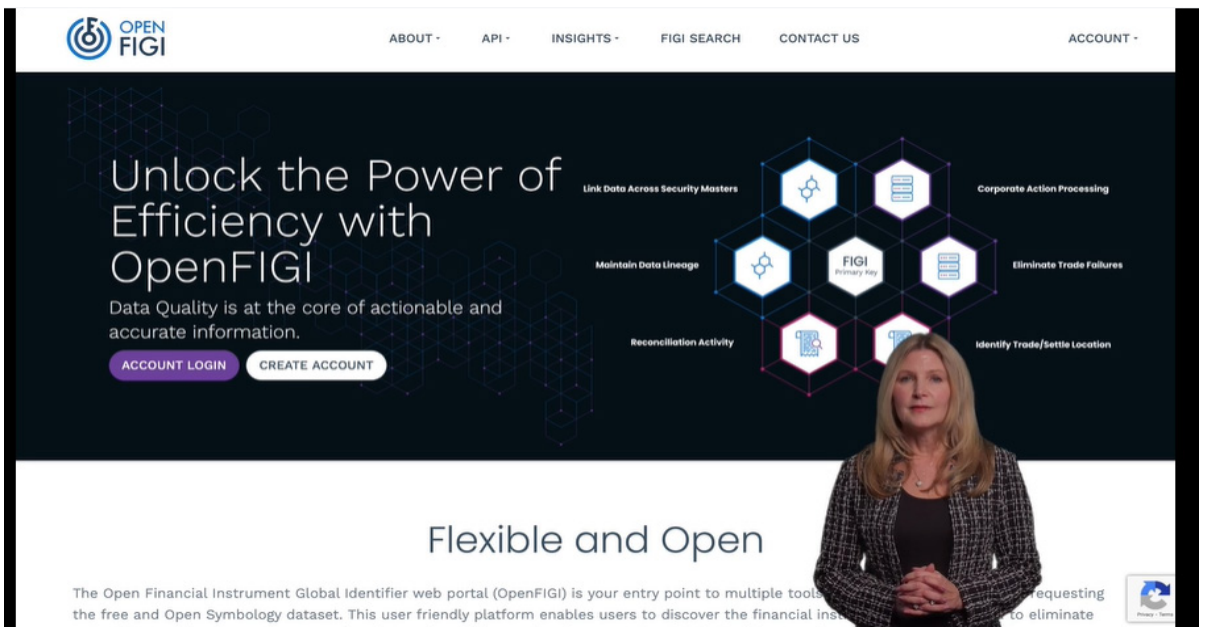 OPEN
FIGI
ABOUT -
API -
INSIGHTS -
FIGI SEARCH
CONTACT US
ACCOUNT -
Unlock the Power of
Efficiency with
OpenFIGI
Data Quality is at the core of actionable and
accurate information.
ACCOUNT LOGIN
CREATE ACCOUNT
Link Data Across Security Masters
Corporate Action Processing
Maintain Data Lineage
FIGI
Primary Key
Eliminate Trade Failures
Reconciliation Activity
Identify Trade/Settle Location
Flexible and Open
The Open Financial Instrument Global Identifier web portal (OpenFIGI) is your entry point to multiple tools requesting
the free and Open Symbology dataset. This user friendly platform enables users to discover the financial to eliminate
Privacy - Terms